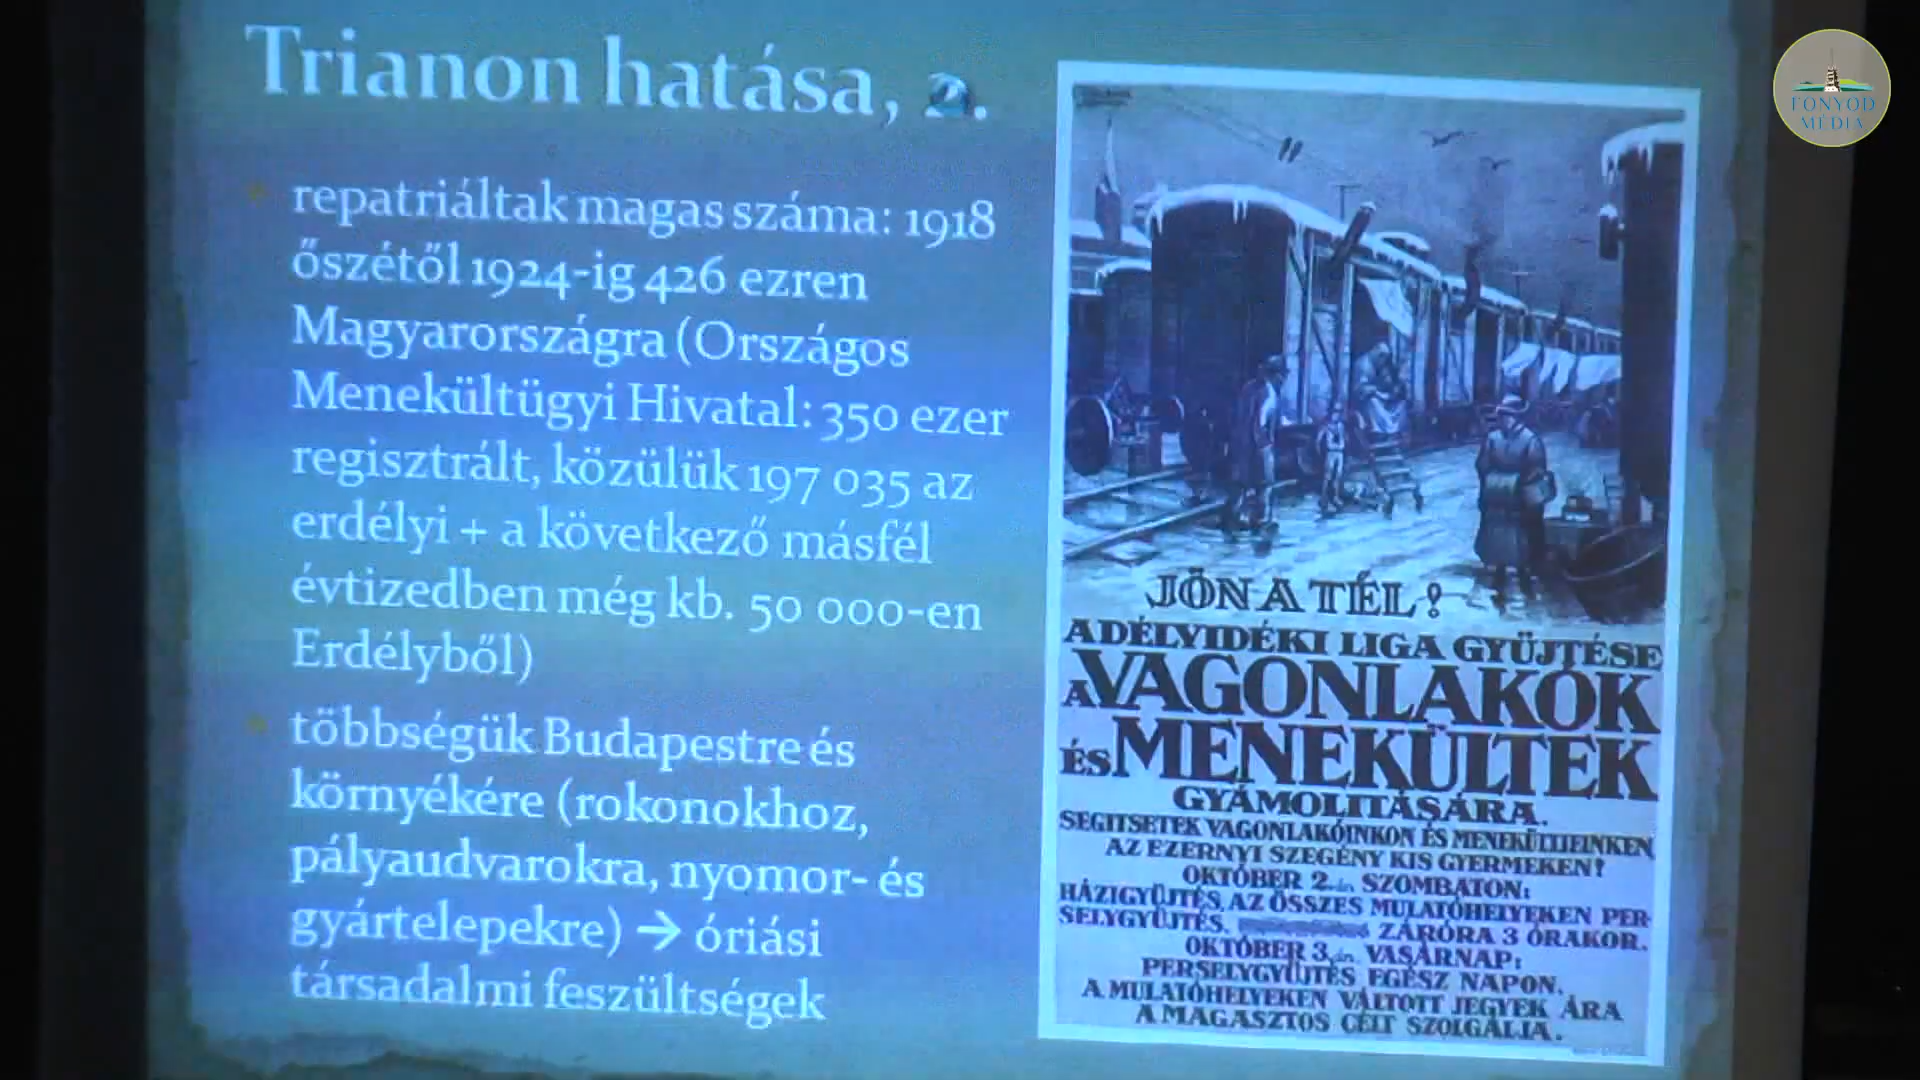 Trianon hatása, 2.
repatriáltak magas száma: 1918
őszétől 1924-ig 426 ezren
Magyarországra (Országos
Menekültügyi Hivatal: 350 ezer
regisztrált, közülük 197 035 az
erdélyi + a következő másfél
évtizedben még kb. 50 000-en
Erdélyből)
többségük Budapestre és
környékére (rokonokhoz,
pályaudvarokra, nyomor- és
gyártelepekre) → óriási
társadalmi feszültségek
JÖN A TÉL!
A DÉLVIDÉKI LIGA GYŰJTÉSE
A VAGONLAKÓK
ÉS MENEKÜLTEK
GYÁMOLITÁSÁRA.
SEGITSETEK VAGONLAKÓINKON ÉS MENEKÜLTJEINKEN,
AZ EZERNYI SZEGÉNY KIS GYERMEKEN!
OKTÓBER 2-án SZOMBATON:
HÁZIGYŰJTÉS, AZ ÖSSZES MULATÓHELYEKEN PER-
SELYGYŰJTÉS. ZÁRÓRA 3 ÓRAKOR.
OKTÓBER 3-án VASÁRNAP:
PERSELYGYŰJTÉS EGÉSZ NAPON.
A MULATÓHELYEKEN VÁLTOTT JEGYEK ÁRA
A MAGASZTOS CÉLT SZOLGÁLJA.
FONYÓD
MÉDIA